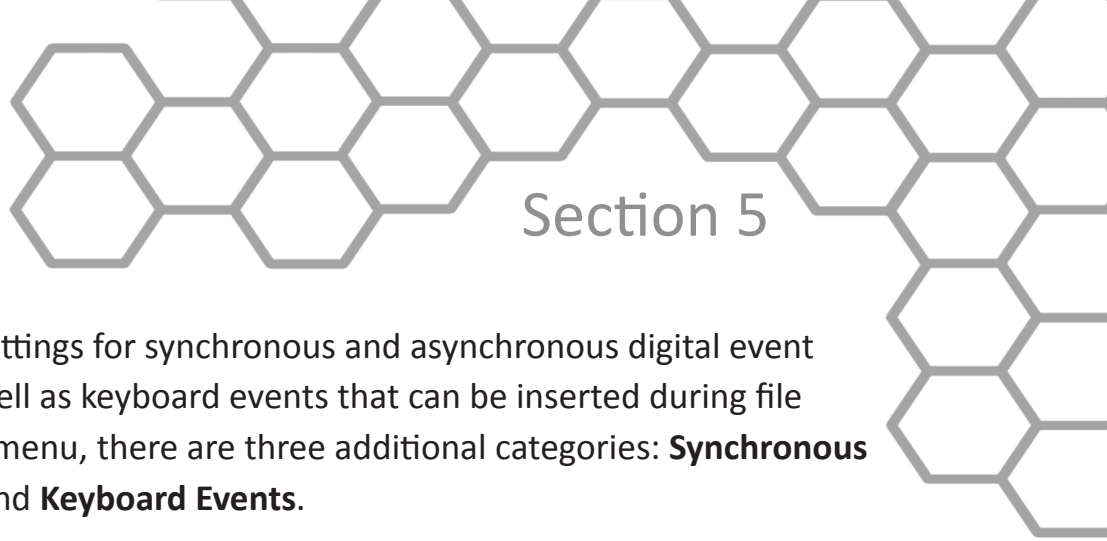 Section 5
ttings for synchronous and asynchronous digital event
ell as keyboard events that can be inserted during file
menu, there are three additional categories: Synchronous
nd Keyboard Events.